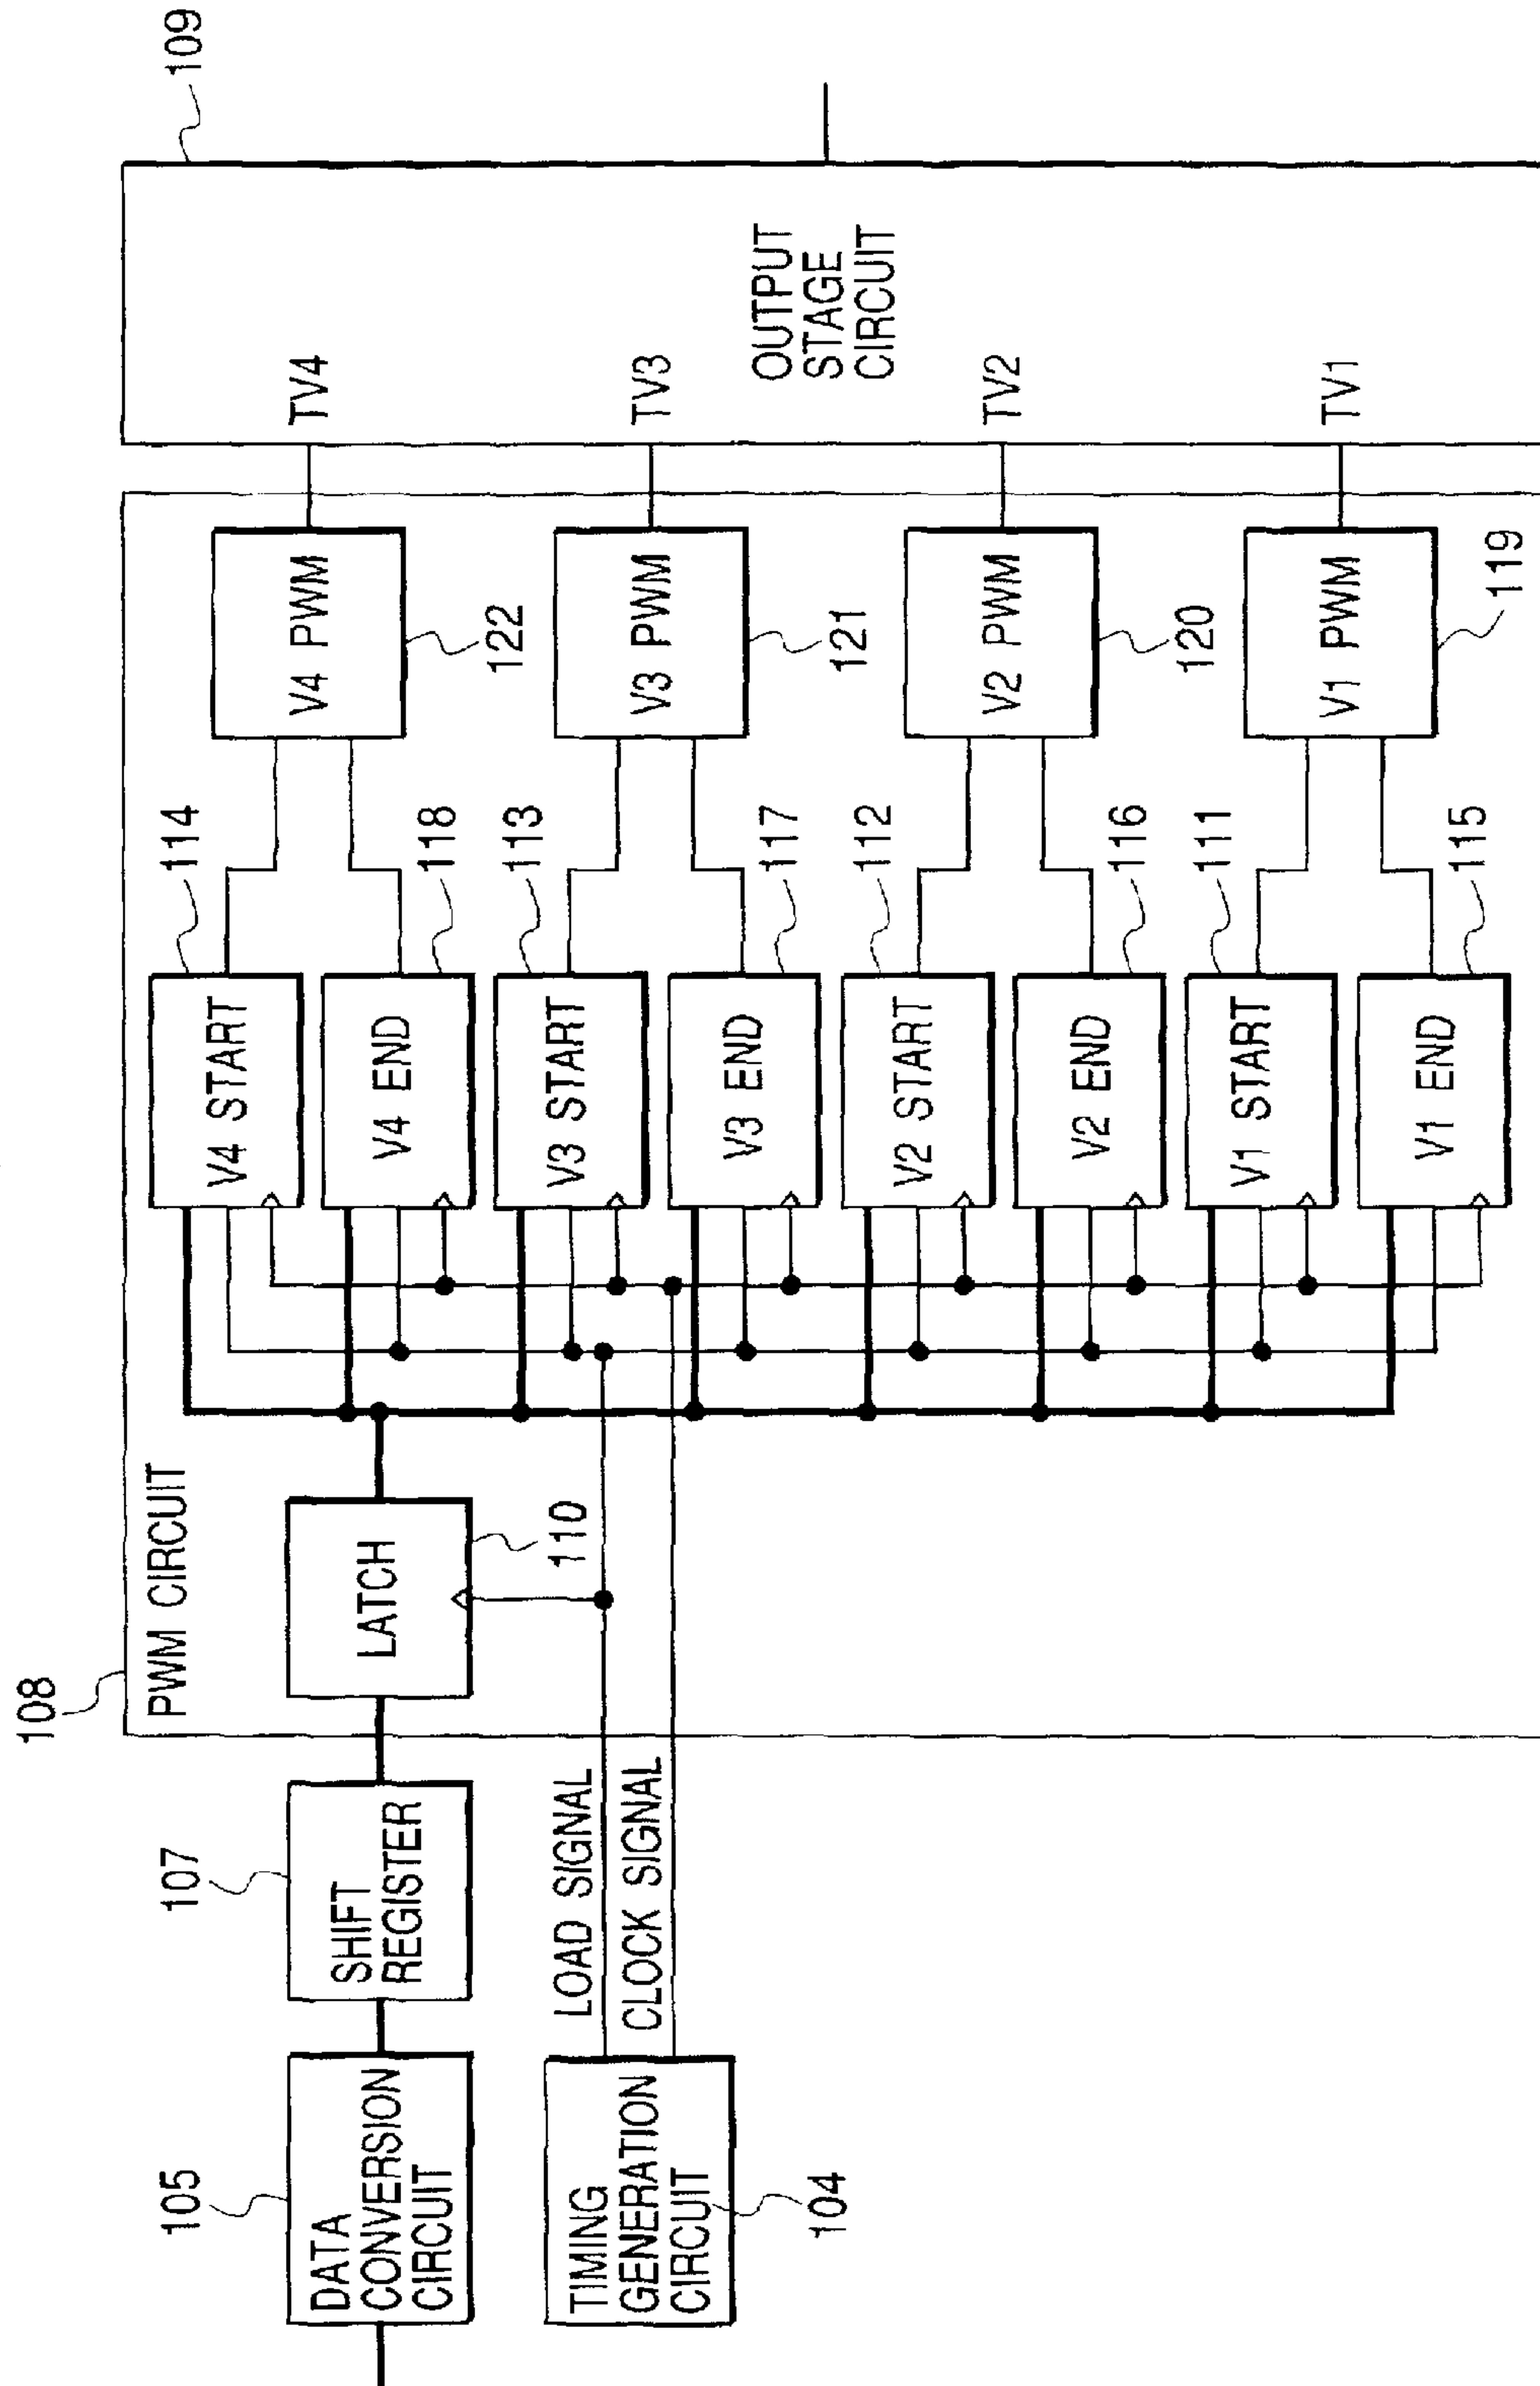 108
PWM CIRCUIT
105
DATA
CONVERSION
CIRCUIT
107
SHIFT
REGISTER
LATCH
110
TIMING
GENERATION
CIRCUIT
104
LOAD SIGNAL
CLOCK SIGNAL
V4 START
114
V4 END
118
V3 START
113
V3 END
117
V2 START
112
V2 END
116
V1 START
111
V1 END
115
V4 PWM
122
V3 PWM
121
V2 PWM
120
V1 PWM
119
TV4
TV3
TV2
TV1
OUTPUT
STAGE
CIRCUIT
109